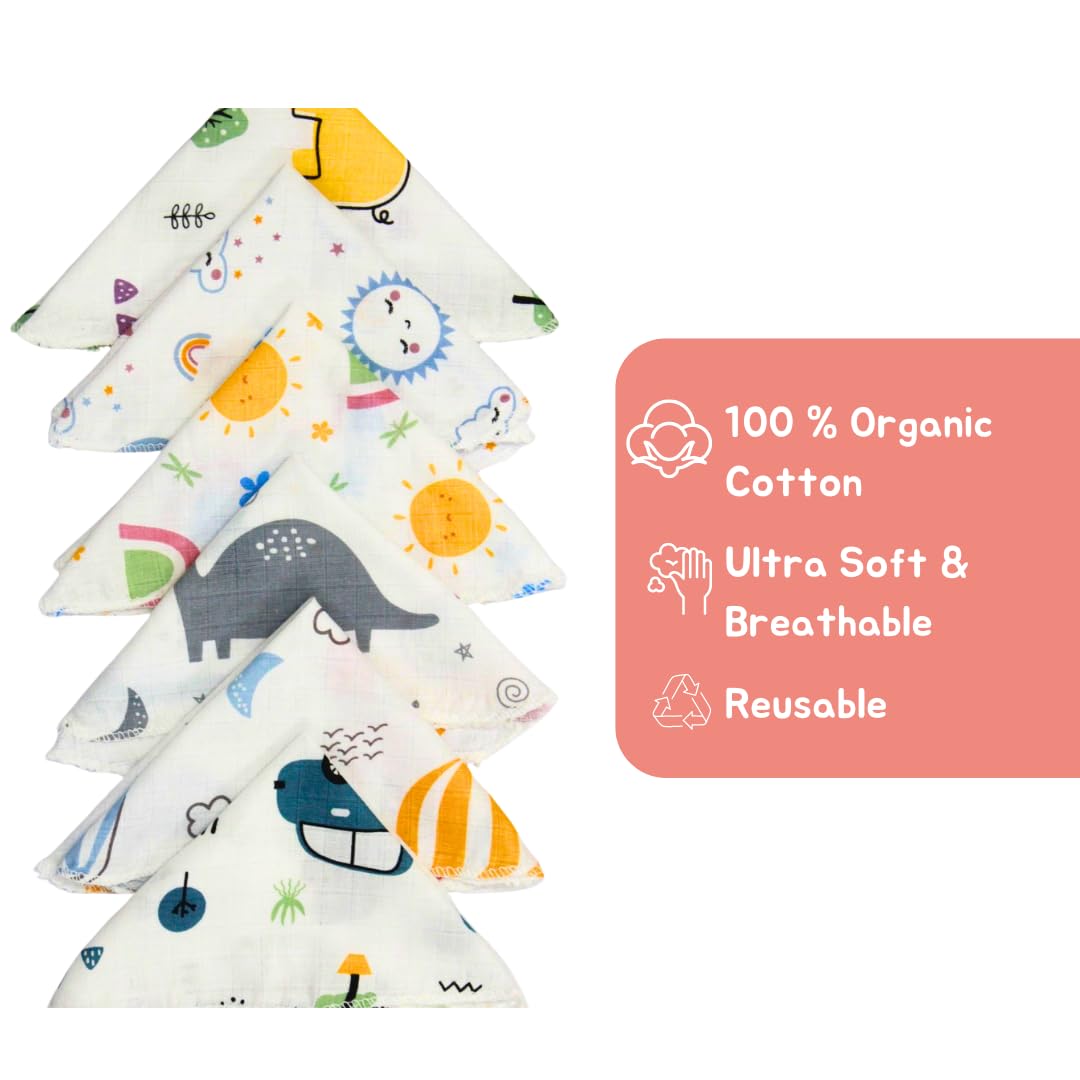 100 % Organic
Cotton
Ultra Soft &
Breathable
Reusable